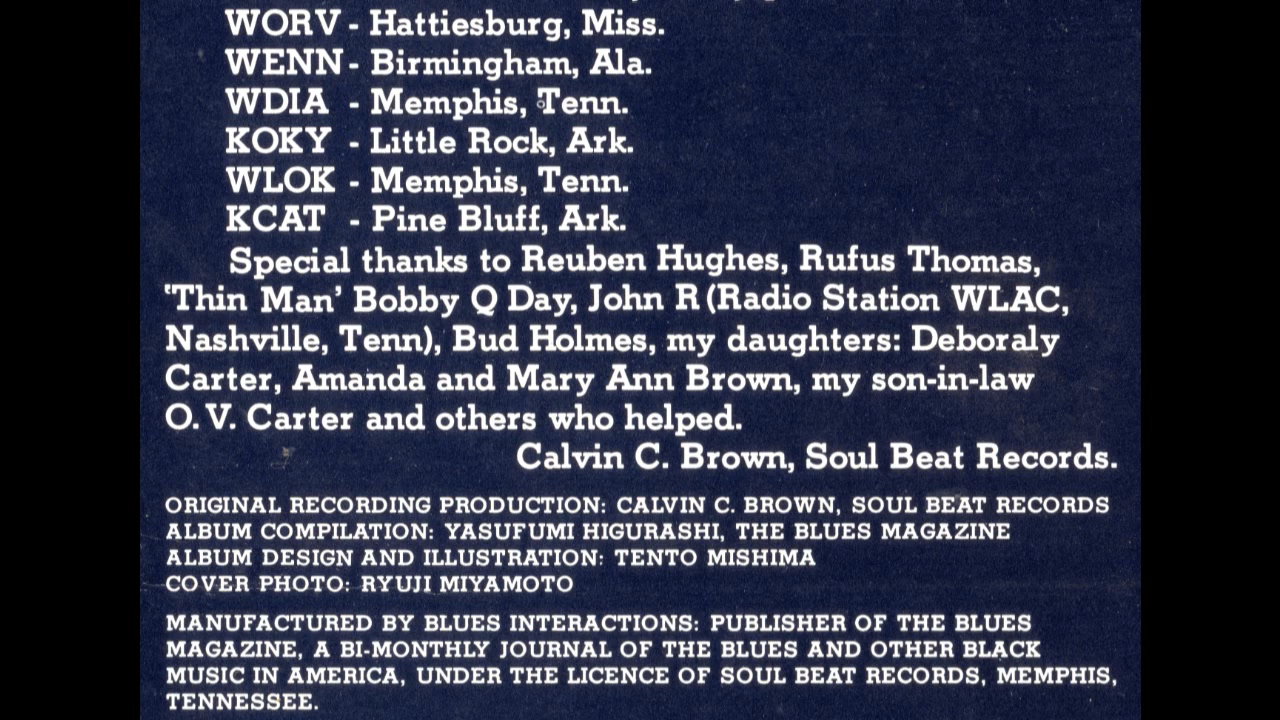 WORV - Hattiesburg, Miss.
WENN - Birmingham, Ala.
WDIA - Memphis, Tenn.
KOKY - Little Rock, Ark.
WLOK - Memphis, Tenn.
KCAT - Pine Bluff, Ark.
Special thanks to Reuben Hughes, Rufus Thomas,
'Thin Man' Bobby Q Day, John R (Radio Station WLAC,
Nashville, Tenn), Bud Holmes, my daughters: Deboraly
Carter, Amanda and Mary Ann Brown, my son-in-law
O.V. Carter and others who helped.
Calvin C. Brown, Soul Beat Records.
ORIGINAL RECORDING PRODUCTION: CALVIN C. BROWN, SOUL BEAT RECORDS
ALBUM COMPILATION: YASUFUMI HIGURASHI, THE BLUES MAGAZINE
ALBUM DESIGN AND ILLUSTRATION: TENTO MISHIMA
COVER PHOTO: RYUJI MIYAMOTO
MANUFACTURED BY BLUES INTERACTIONS: PUBLISHER OF THE BLUES
MAGAZINE, A BI-MONTHLY JOURNAL OF THE BLUES AND OTHER BLACK
MUSIC IN AMERICA, UNDER THE LICENCE OF SOUL BEAT RECORDS, MEMPHIS,
TENNESSEE.